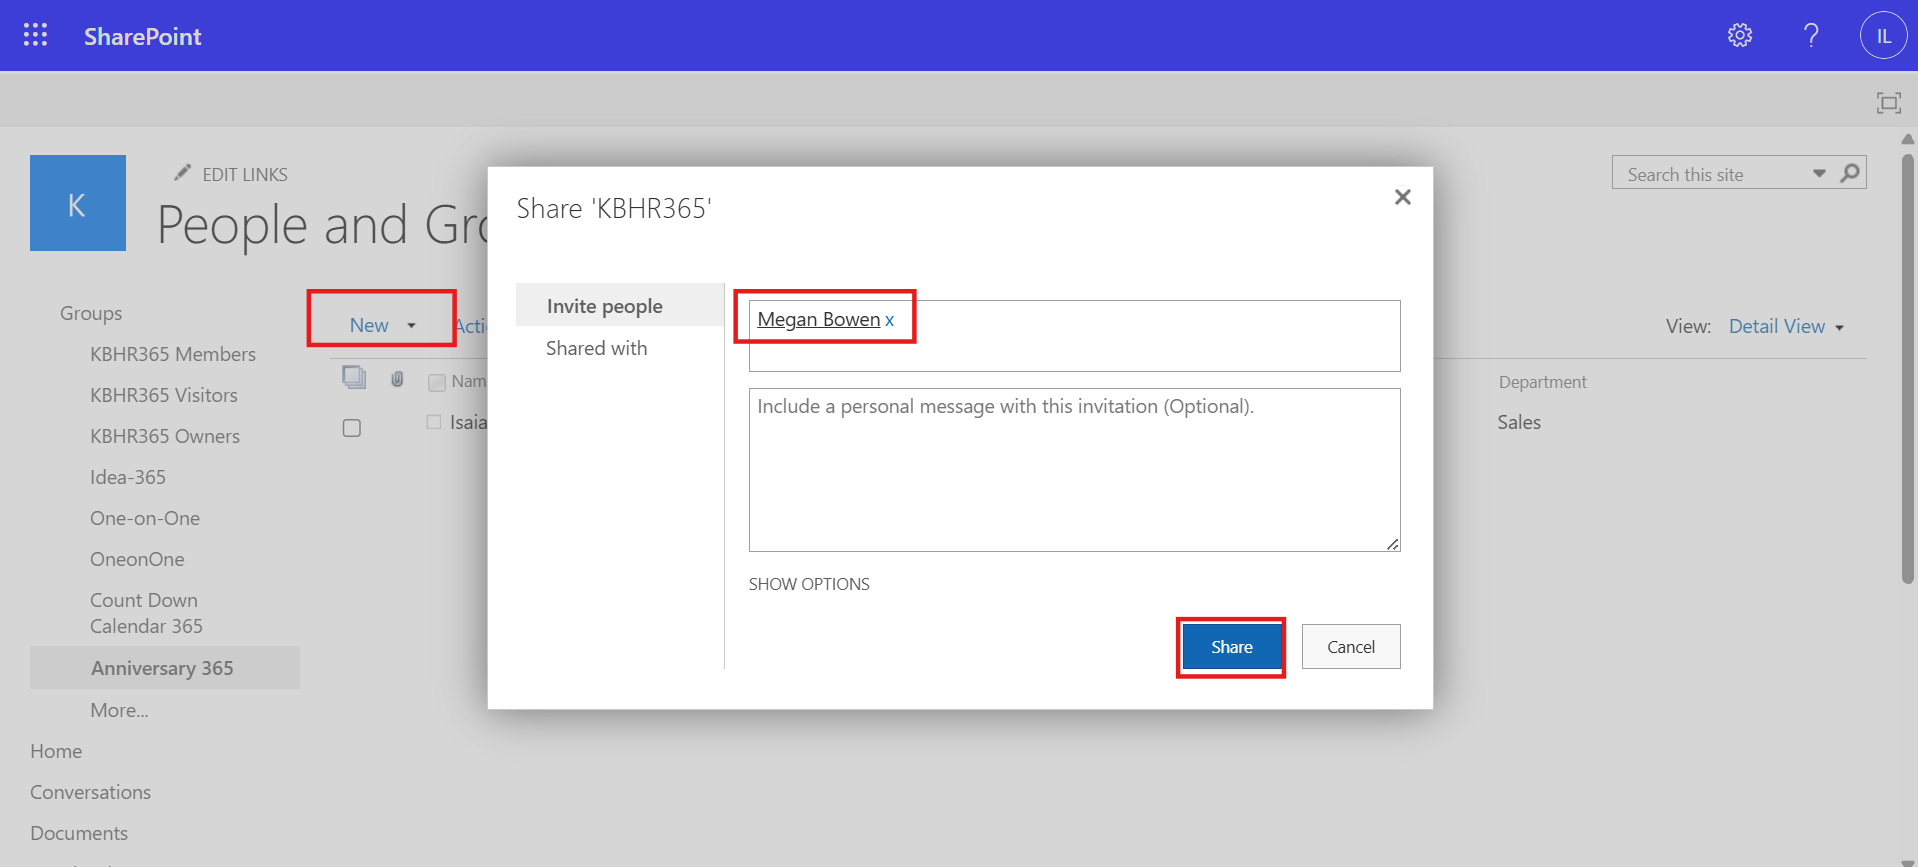 SharePoint
?
IL
K
EDIT LINKS
People and Gro
Search this site
Groups
KBHR365 Members
KBHR365 Visitors
KBHR365 Owners
Idea-365
One-on-One
OneonOne
Count Down
Calendar 365
Anniversary 365
More...
Home
Conversations
Documents
New
Acti
View: Detail View
Nam
Department
Isaia
Sales
Share 'KBHR365'
Invite people
Shared with
Megan Bowen x
Include a personal message with this invitation (Optional).
SHOW OPTIONS
Share
Cancel